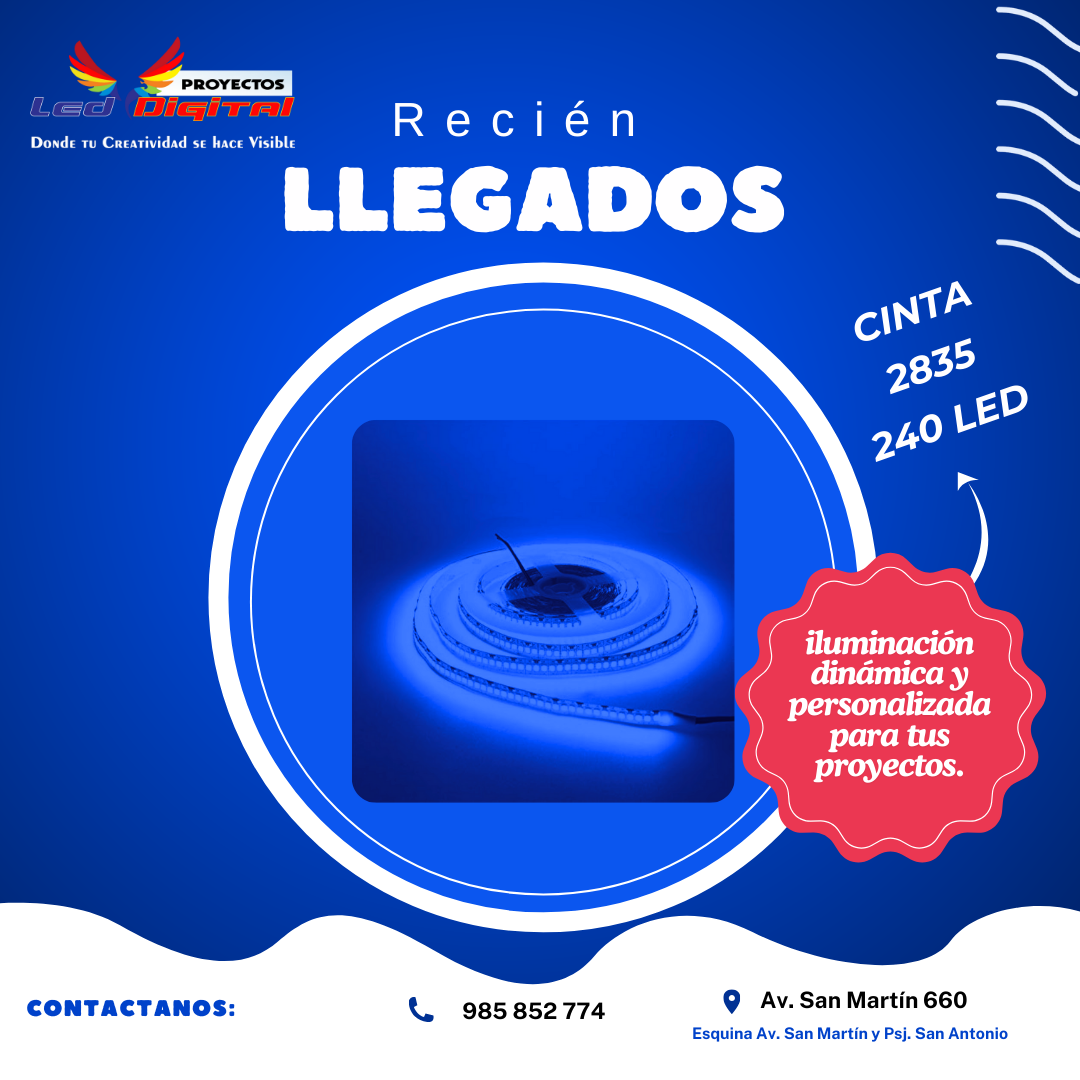 PROYECTOS
Led Digital
Donde tu Creatividad se hace Visible
Recién
LLEGADOS
CINTA
2835
240 LED
iluminación
dinámica y
personalizada
para tus
proyectos.
CONTACTANOS:
985 852 774
Av. San Martín 660
Esquina Av. San Martín y Psj. San Antonio